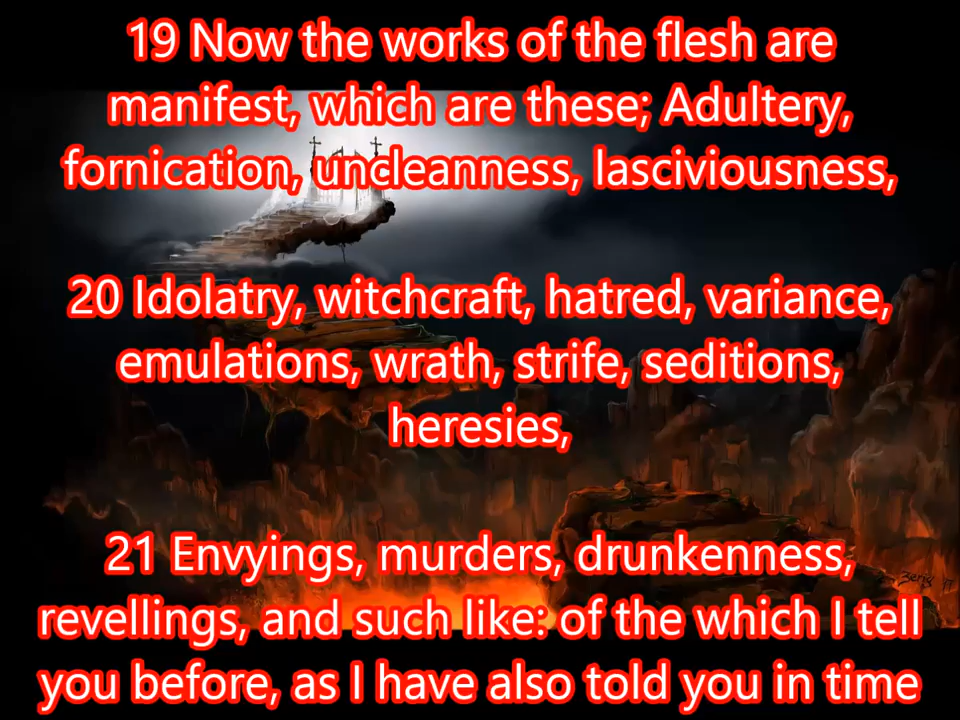 19 Now the works of the flesh are
manifest, which are these; Adultery,
fornication, uncleanness, lasciviousness,
20 Idolatry, witchcraft, hatred, variance,
emulations, wrath, strife, seditions,
heresies,
21 Envyings, murders, drunkenness,
revellings, and such like: of the which I tell
you before, as I have also told you in time